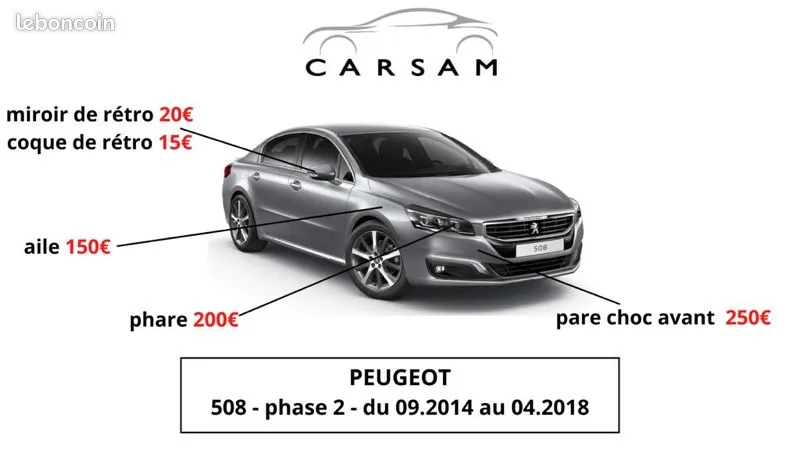 leboncoin
CARSAM
miroir de rétro 20€
coque de rétro 15€
aile 150€
phare 200€
pare choc avant 250€
508
PEUGEOT
508 - phase 2 - du 09.2014 au 04.2018